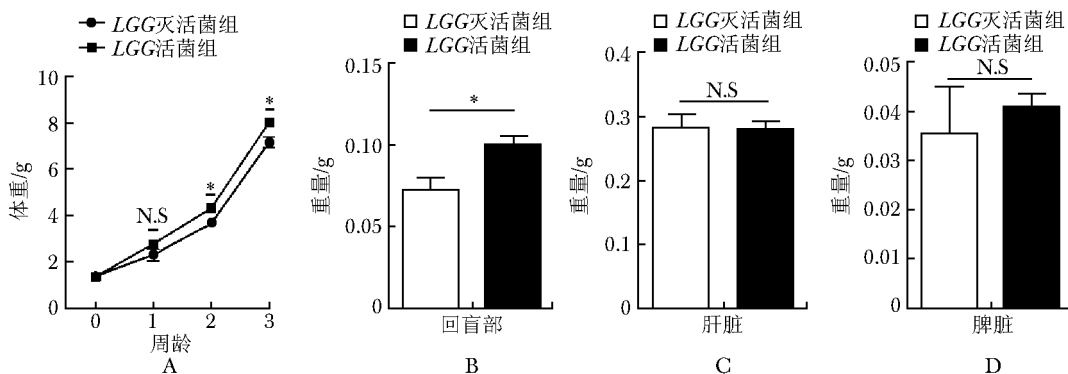 LGG灭活菌组
LGG活菌组
体重/g
10
8
6
4
2
0
N.S
*
*
0 1 2 3
周龄
A
LGG灭活菌组
LGG活菌组
重量/g
0.15
0.10
0.05
0
*
回盲部
B
LGG灭活菌组
LGG活菌组
重量/g
0.4
0.3
0.2
0.1
0
N.S
肝脏
C
LGG灭活菌组
LGG活菌组
重量/g
0.05
0.04
0.03
0.02
0.01
0
N.S
脾脏
D